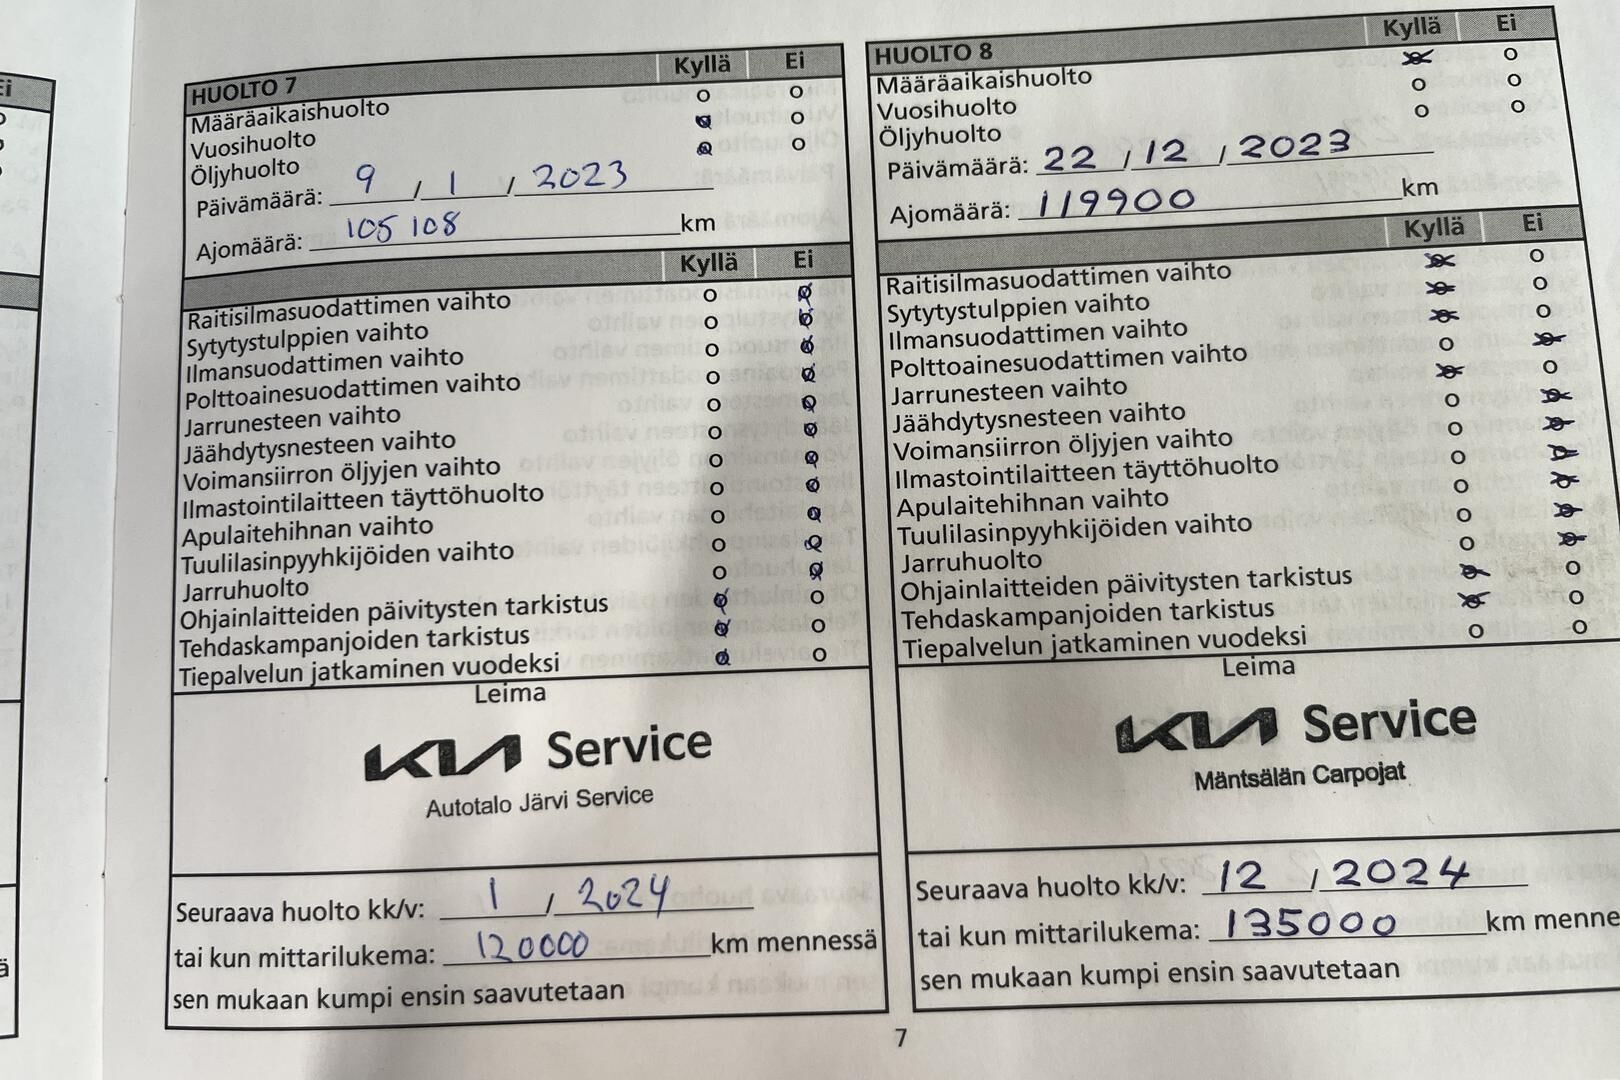 Ei
HUOLTO 7 Kyllä Ei
Määräaikaishuolto o o
Vuosihuolto o o
Öljyhuolto o o
Päivämäärä: 9 / 1 / 2023
Ajomäärä: 105 108 km
Kyllä Ei
Raitisilmasuodattimen vaihto o o
Sytytystulppien vaihto o o
Ilmansuodattimen vaihto o o
Polttoainesuodattimen vaihto o o
Jarrunesteen vaihto o o
Jäähdytysnesteen vaihto o o
Voimansiirron öljyjen vaihto o o
Ilmastointilaitteen täyttöhuolto o o
Apulaitehihnan vaihto o o
Tuulilasinpyyhkijöiden vaihto o o
Jarruhuolto o o
Ohjainlaitteiden päivitysten tarkistus o o
Tehdaskampanjoiden tarkistus o o
Tiepalvelun jatkaminen vuodeksi o o
Leima
KIA Service
Autotalo Järvi Service
Seuraava huolto kk/v: 1 / 2024
tai kun mittarilukema: 120000 km mennessä
sen mukaan kumpi ensin saavutetaan
HUOLTO 8 Kyllä Ei
Määräaikaishuolto o o
Vuosihuolto o o
Öljyhuolto o o
Päivämäärä: 22 / 12 / 2023
Ajomäärä: 119900 km
Kyllä Ei
Raitisilmasuodattimen vaihto o o
Sytytystulppien vaihto o o
Ilmansuodattimen vaihto o o
Polttoainesuodattimen vaihto o o
Jarrunesteen vaihto o o
Jäähdytysnesteen vaihto o o
Voimansiirron öljyjen vaihto o o
Ilmastointilaitteen täyttöhuolto o o
Apulaitehihnan vaihto o o
Tuulilasinpyyhkijöiden vaihto o o
Jarruhuolto o o
Ohjainlaitteiden päivitysten tarkistus o o
Tehdaskampanjoiden tarkistus o o
Tiepalvelun jatkaminen vuodeksi o o
Leima
KIA Service
Mäntsälän Carpojat
Seuraava huolto kk/v: 12 / 2024
tai kun mittarilukema: 135000 km menne
sen mukaan kumpi ensin saavutetaan
7